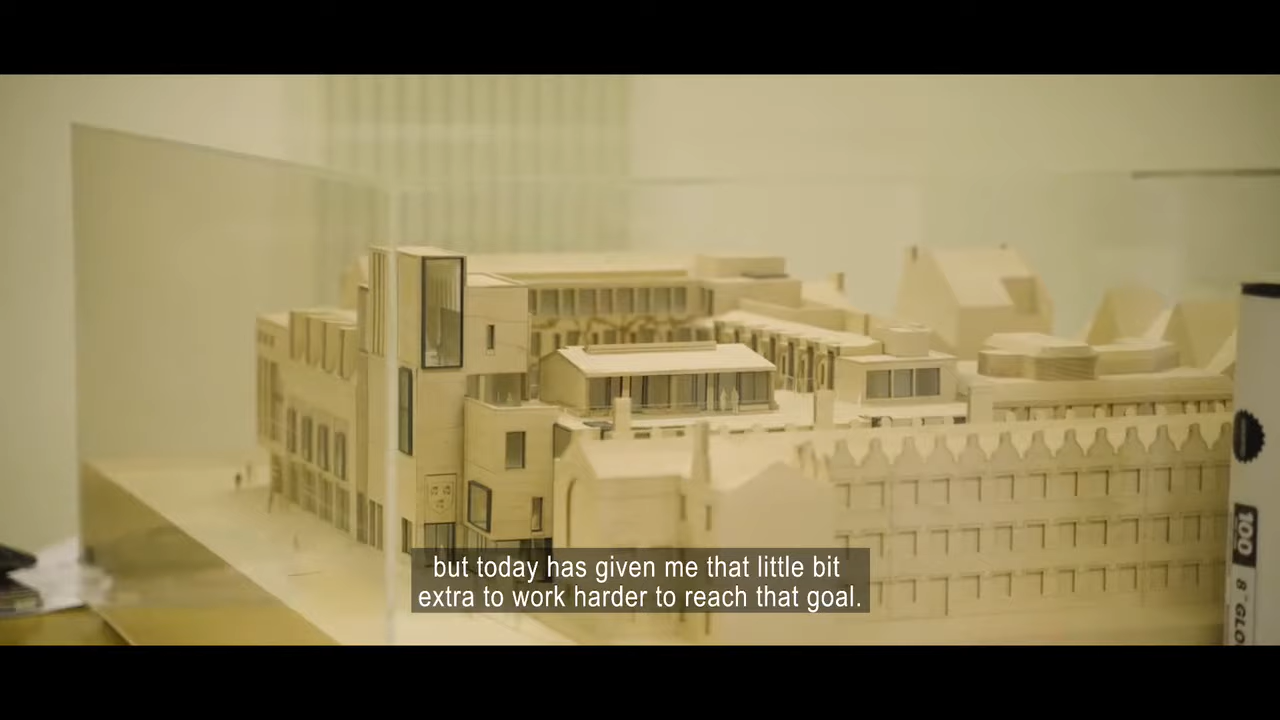 but today has given me that little bit
extra to work harder to reach that goal.
100
8" GLO